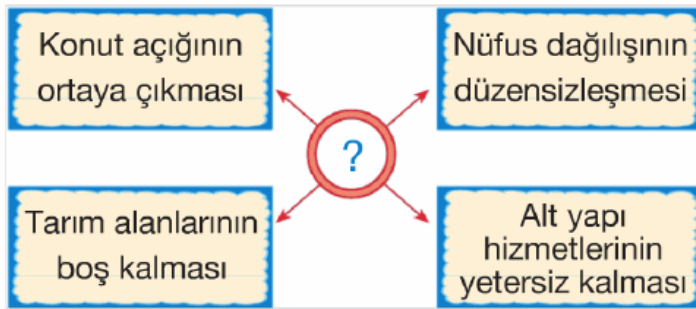 Konut açığının
ortaya çıkması
Nüfus dağılışının
düzensizleşmesi
?
Tarım alanlarının
boş kalması
Alt yapı
hizmetlerinin
yetersiz kalması